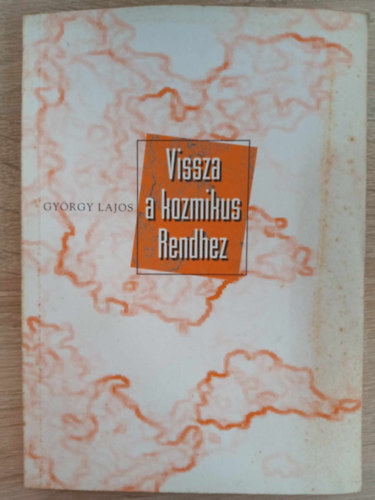 GYÖRGY LAJOS
Vissza
a kozmikus
Rendhez